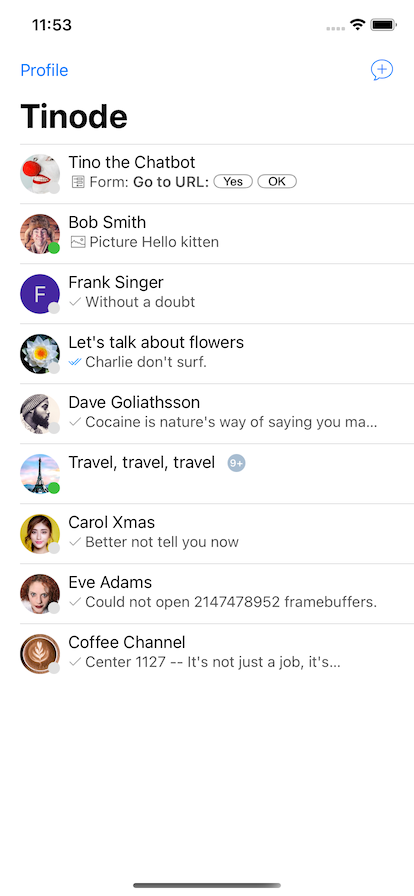 11:53
Profile
Tinode
Tino the Chatbot
Form: Go to URL: Yes OK
Bob Smith
Picture Hello kitten
F
Frank Singer
Without a doubt
Let's talk about flowers
Charlie don't surf.
Dave Goliathsson
Cocaine is nature's way of saying you ma...
Travel, travel, travel 9+
Carol Xmas
Better not tell you now
Eve Adams
Could not open 2147478952 framebuffers.
Coffee Channel
Center 1127 -- It's not just a job, it's...